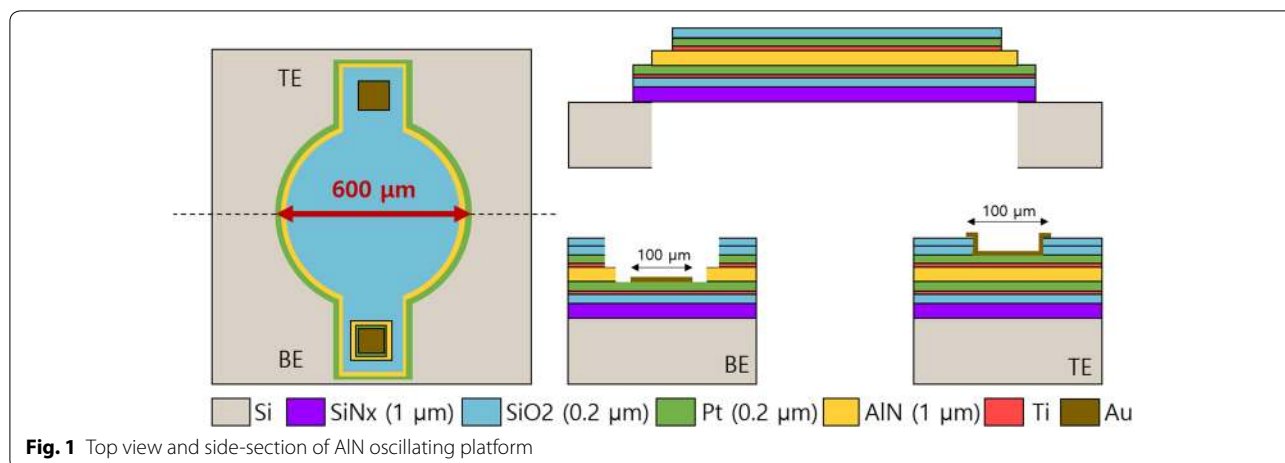 TE
600 μm
BE
100 μm
BE
100 μm
TE
Si SiNx (1 μm) SiO2 (0.2 μm) Pt (0.2 μm) AlN (1 μm) Ti Au
Fig. 1 Top view and side-section of AlN oscillating platform